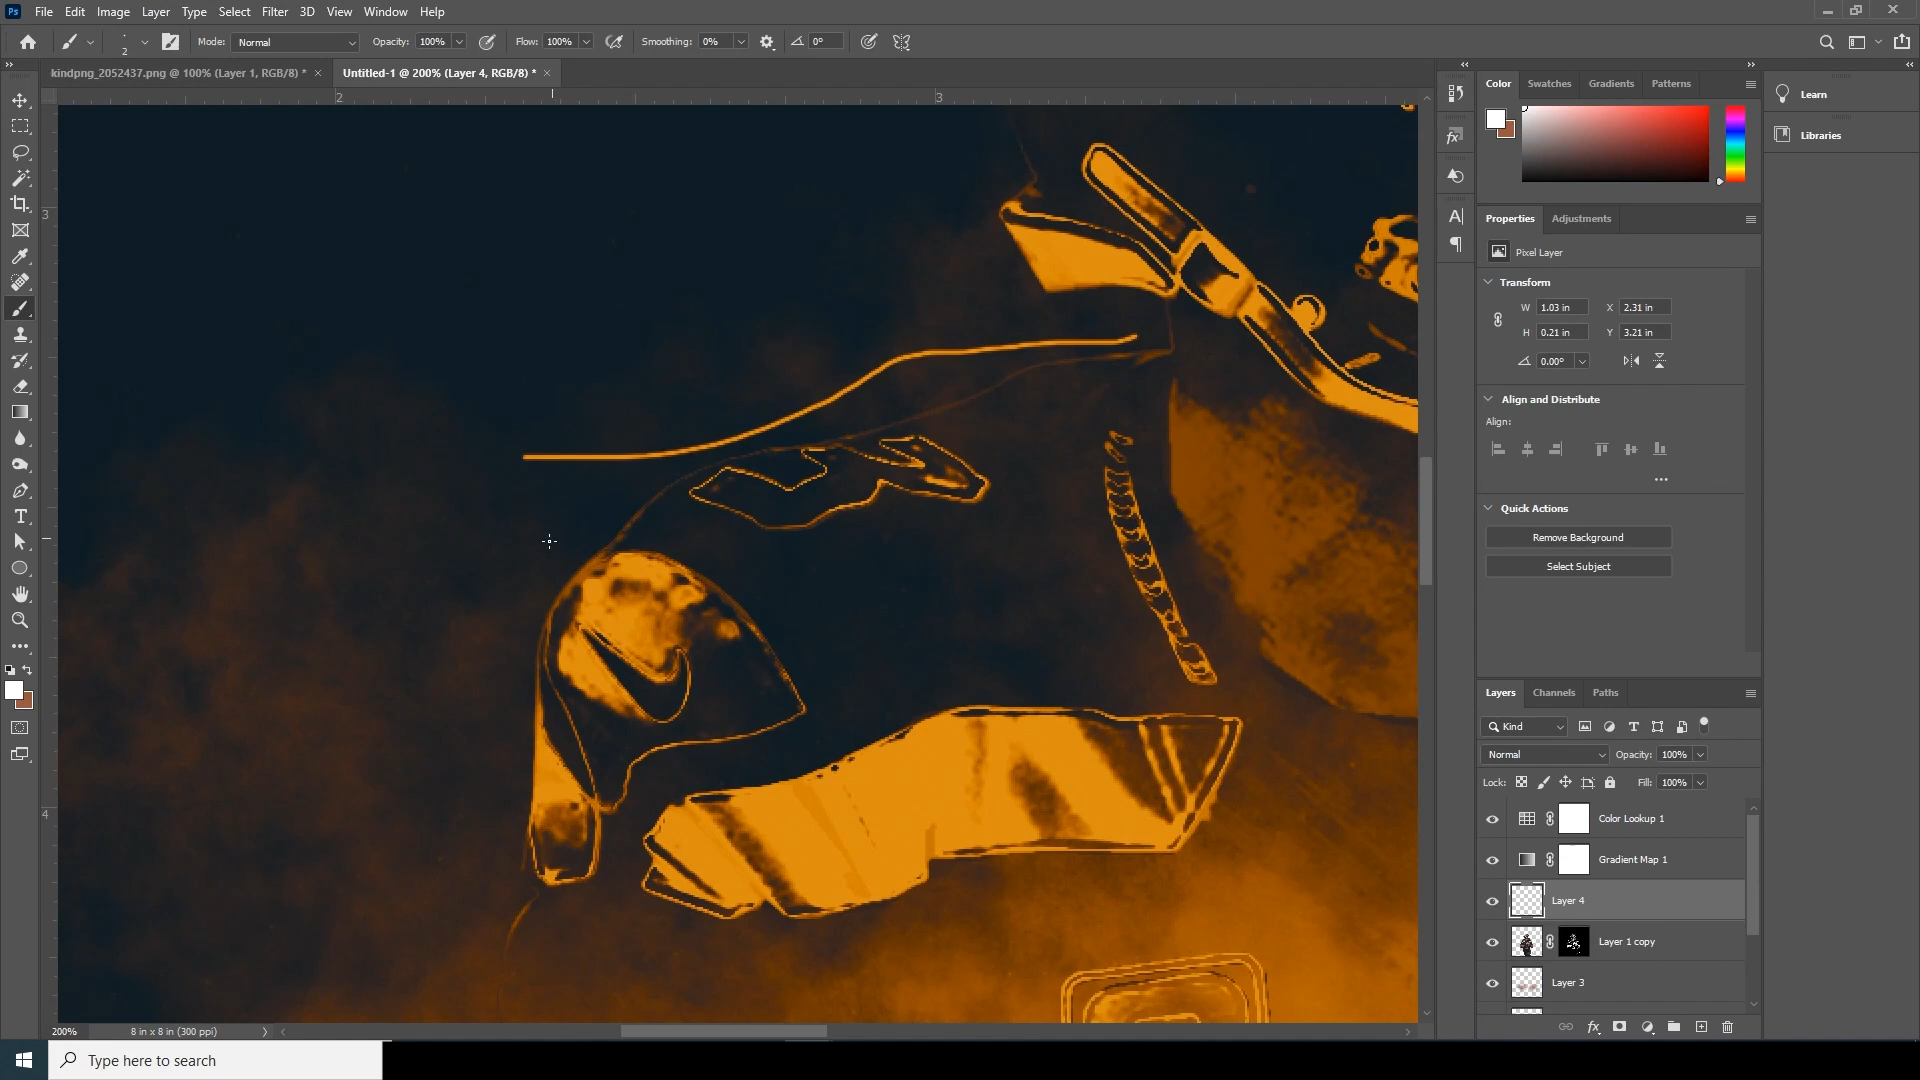 Ps File Edit Image Layer Type Select Filter 3D View Window Help
2 Mode: Normal Opacity: 100% Flow: 100% Smoothing: 0% 0°
kindpng_2052437.png @ 100% (Layer 1, RGB/8) * × Untitled-1 @ 200% (Layer 4, RGB/8) * ×
2 3
3
4
Color Swatches Gradients Patterns
Learn
Libraries
Properties Adjustments
Pixel Layer
Transform
W 1.03 in X 2.31 in
H 0.21 in Y 3.21 in
0.00°
Align and Distribute
Align:
Quick Actions
Remove Background
Select Subject
Layers Channels Paths
Kind
Normal Opacity: 100%
Lock: Fill: 100%
Color Lookup 1
Gradient Map 1
Layer 4
Layer 1 copy
Layer 3
200% 8 in x 8 in (300 ppi)
Type here to search